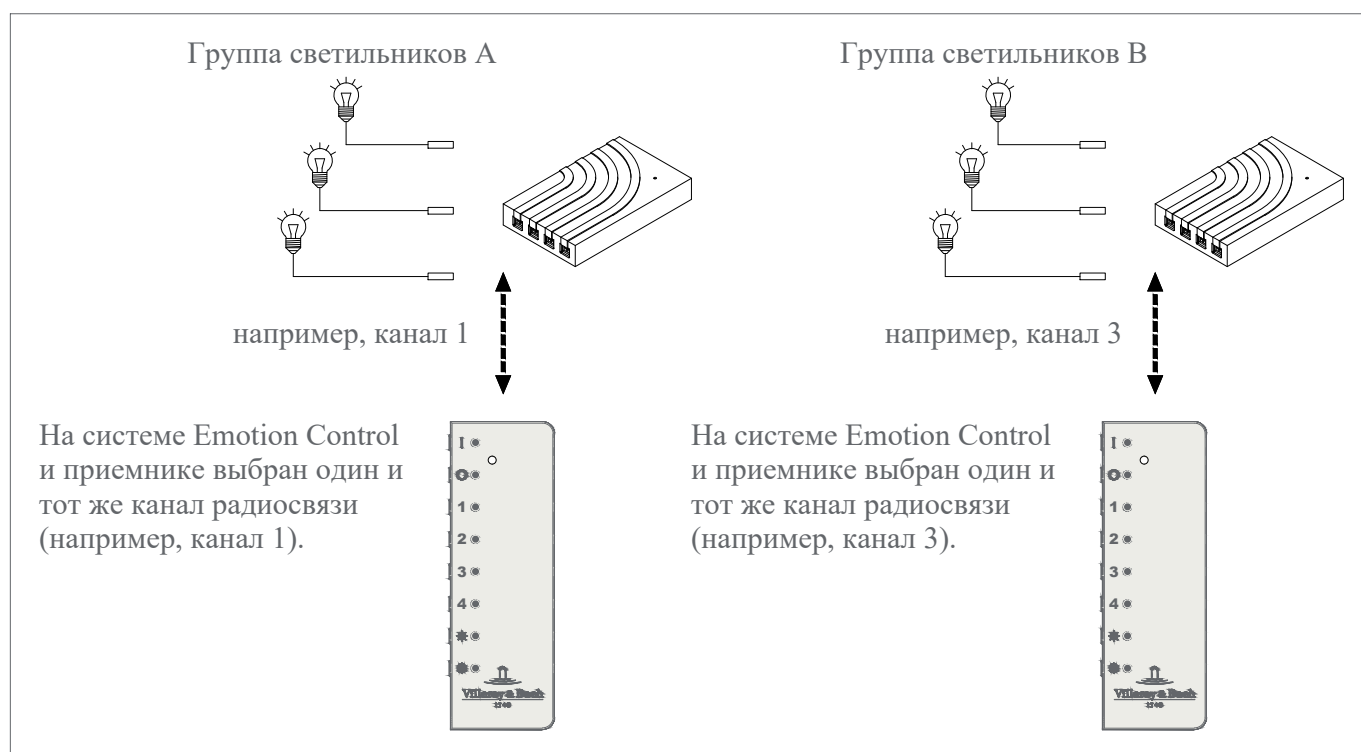 Группа светильников А
например, канал 1
На системе Emotion Control
и приемнике выбран один и
тот же канал радиосвязи
(например, канал 1).
I
1
2
3
4
Villeroy & Boch
1748
Группа светильников В
например, канал 3
На системе Emotion Control
и приемнике выбран один и
тот же канал радиосвязи
(например, канал 3).
I
1
2
3
4
Villeroy & Boch
1748